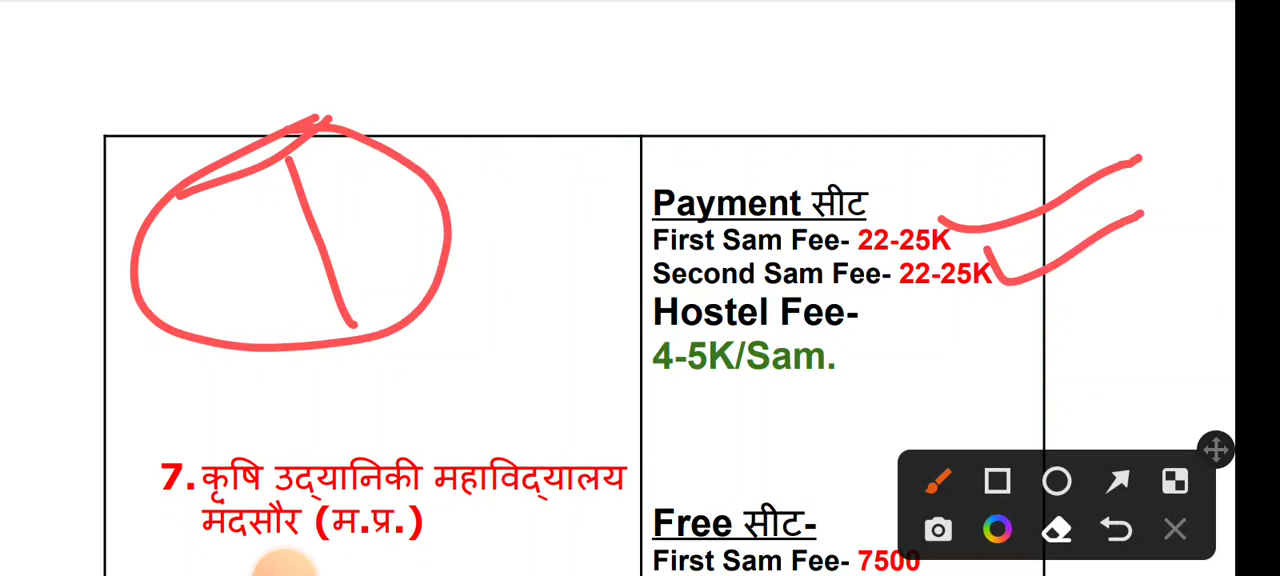 Payment सीट
First Sam Fee- 22-25K
Second Sam Fee- 22-25K
Hostel Fee-
4-5K/Sam.
7. कृषि उद्यानिकी महाविद्यालय
मंदसौर (म.प्र.)
Free सीट-
First Sam Fee- 7500